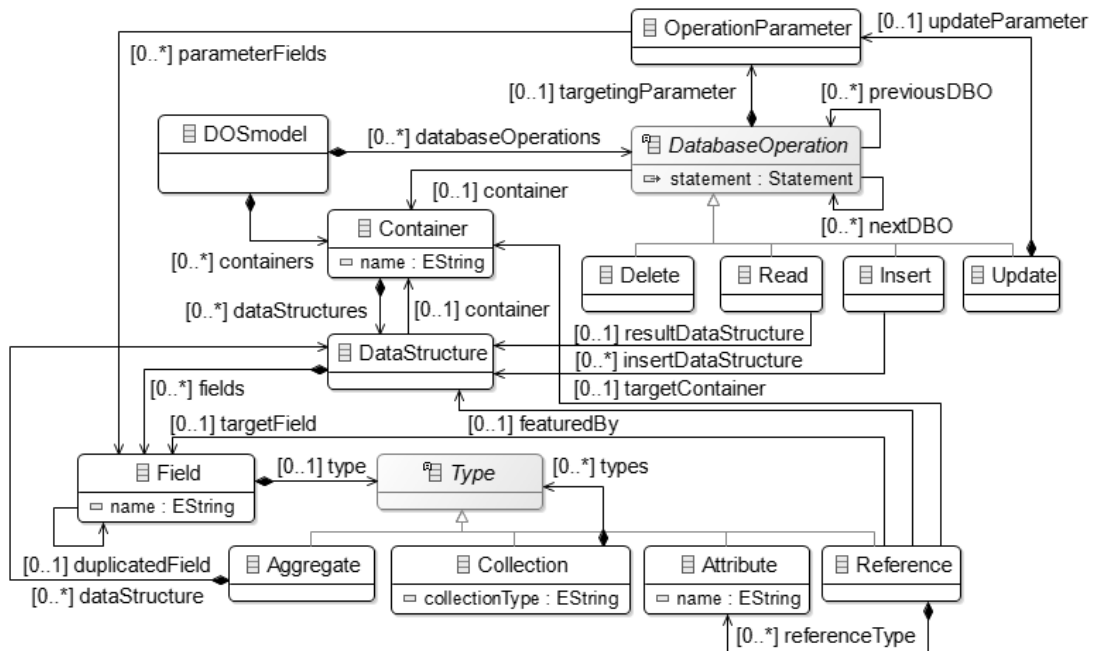 OperationParameter
[0..1] updateParameter
[0..*] parameterFields
[0..1] targetingParameter
[0..*] previousDBO
DOSmodel
[0..*] databaseOperations
DatabaseOperation
statement : Statement
[0..1] container
[0..*] nextDBO
Container
name : EString
[0..*] containers
Delete
Read
Insert
Update
[0..*] dataStructures
[0..1] container
[0..1] resultDataStructure
DataStructure
[0..*] insertDataStructure
[0..*] fields
[0..1] targetContainer
[0..1] targetField
[0..1] featuredBy
Field
name : EString
[0..1] type
Type
[0..*] types
[0..1] duplicatedField
[0..*] dataStructure
Aggregate
Collection
collectionType : EString
Attribute
name : EString
Reference
[0..*] referenceType